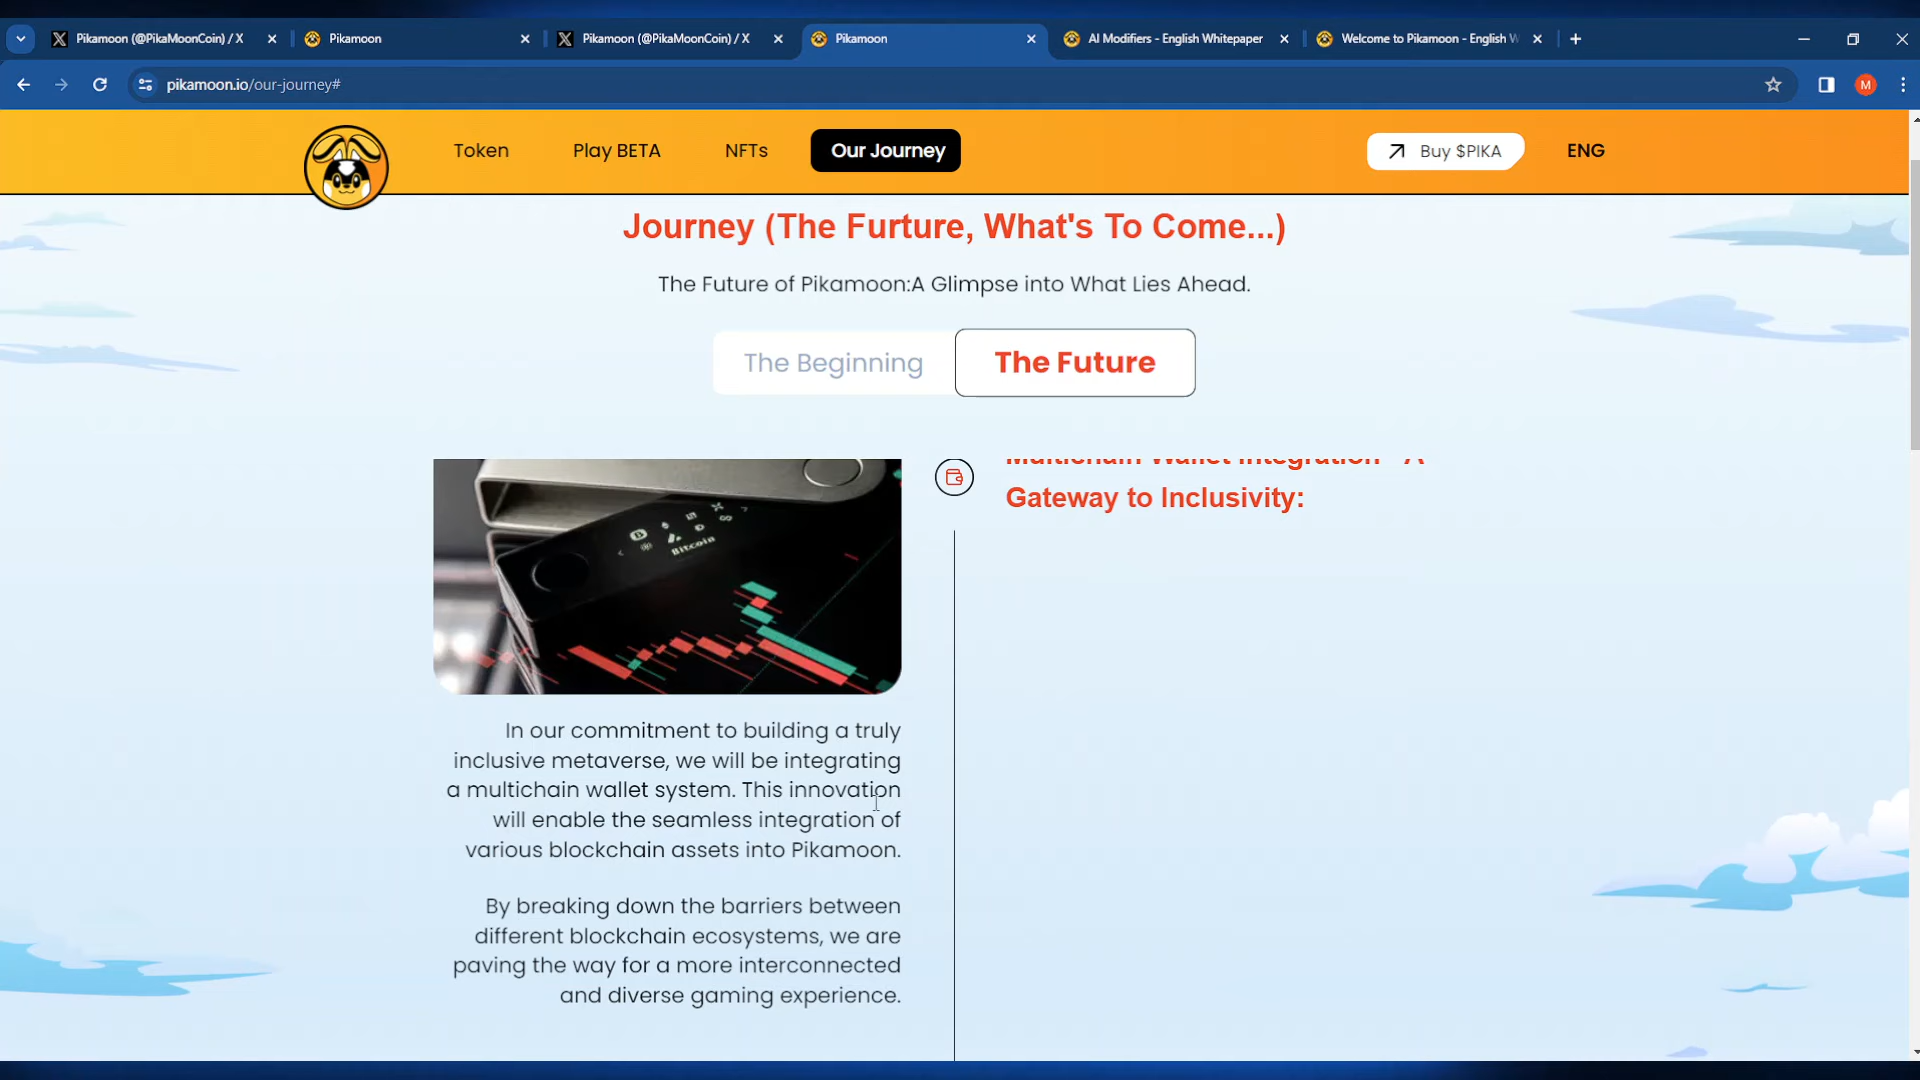 Pikamoon (@PikaMoonCoin) / X
Pikamoon
Pikamoon (@PikaMoonCoin) / X
Pikamoon
AI Modifiers - English Whitepaper
Welcome to Pikamoon - English W
pikamoon.io/our-journey#
M
Token
Play BETA
NFTs
Our Journey
Buy $PIKA
ENG
Journey (The Furture, What's To Come...)
The Future of Pikamoon:A Glimpse into What Lies Ahead.
The Beginning
The Future
Multichain Wallet Integration - A
Gateway to Inclusivity:
Bitcoin
In our commitment to building a truly
inclusive metaverse, we will be integrating
a multichain wallet system. This innovation
will enable the seamless integration of
various blockchain assets into Pikamoon.
By breaking down the barriers between
different blockchain ecosystems, we are
paving the way for a more interconnected
and diverse gaming experience.